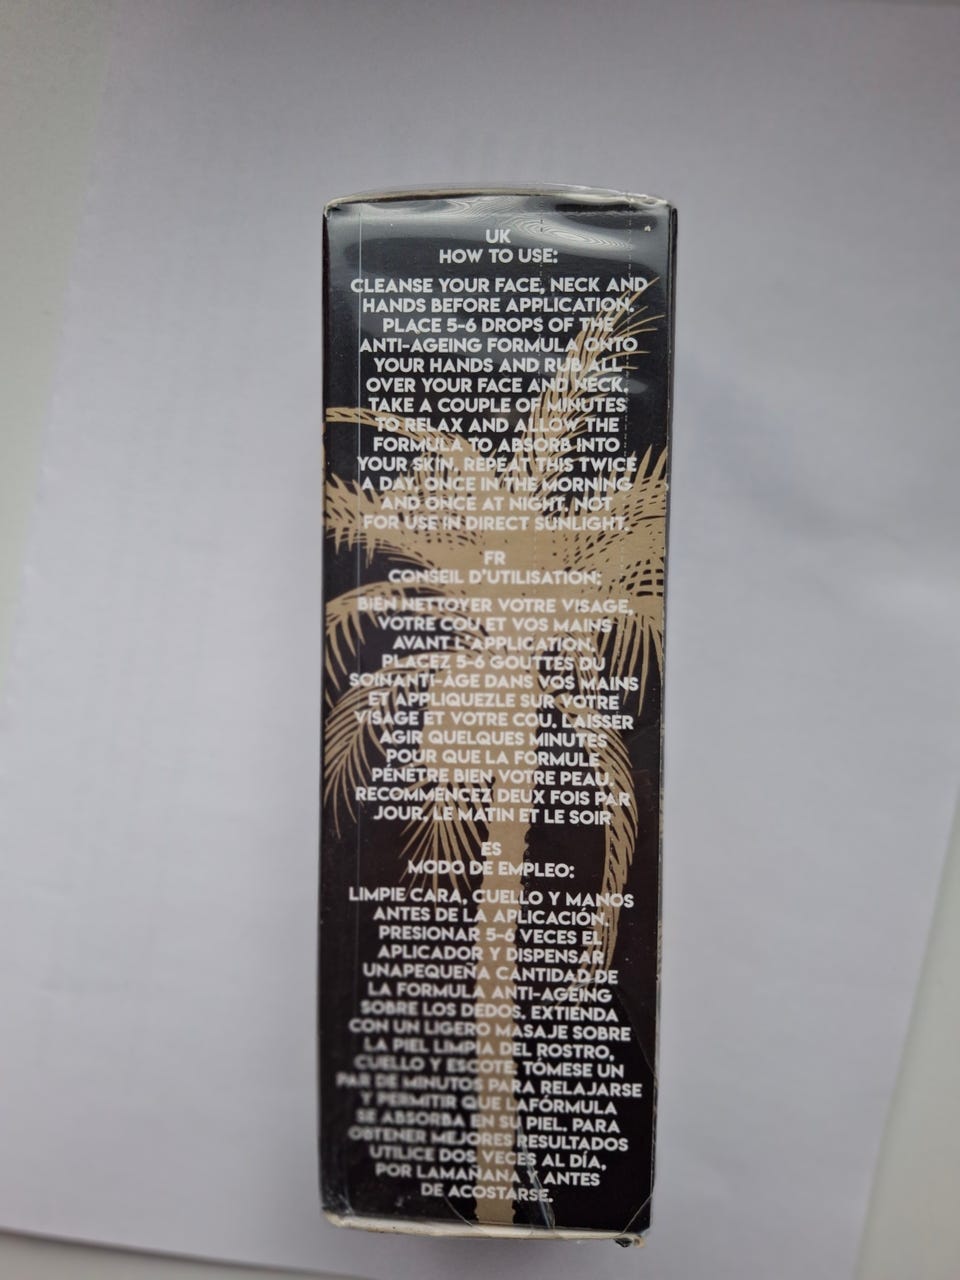 UK
HOW TO USE:
CLEANSE YOUR FACE, NECK AND
HANDS BEFORE APPLICATION.
PLACE 5-6 DROPS OF THE
ANTI-AGEING FORMULA ONTO
YOUR HANDS AND RUB ALL
OVER YOUR FACE AND NECK.
TAKE A COUPLE OF MINUTES
TO RELAX AND ALLOW THE
FORMULA TO ABSORB INTO
YOUR SKIN. REPEAT THIS TWICE
A DAY. ONCE IN THE MORNING
AND ONCE AT NIGHT. NOT
FOR USE IN DIRECT SUNLIGHT.
FR
CONSEIL D'UTILISATION:
BIEN NETTOYER VOTRE VISAGE,
VOTRE COU ET VOS MAINS
AVANT L'APPLICATION.
PLACEZ 5-6 GOUTTES DU
SOINANTI-ÂGE DANS VOS MAINS
ET APPLIQUEZLE SUR VOTRE
VISAGE ET VOTRE COU. LAISSER
AGIR QUELQUES MINUTES
POUR QUE LA FORMULE
PÉNÈTRE BIEN VOTRE PEAU.
RECOMMENCEZ DEUX FOIS PAR
JOUR, LE MATIN ET LE SOIR
ES
MODO DE EMPLEO:
LIMPIE CARA, CUELLO Y MANOS
ANTES DE LA APLICACIÓN.
PRESIONAR 5-6 VECES EL
APLICADOR Y DISPENSAR
UNAPEQUEÑA CANTIDAD DE
LA FORMULA ANTI-AGEING
SOBRE LOS DEDOS. EXTIENDA
CON UN LIGERO MASAJE SOBRE
LA PIEL LIMPIA DEL ROSTRO,
CUELLO Y ESCOTE. TÓMESE UN
PAR DE MINUTOS PARA RELAJARSE
Y PERMITIR QUE LAFÓRMULA
SE ABSORBA EN SU PIEL. PARA
OBTENER MEJORES RESULTADOS
UTILICE DOS VECES AL DÍA,
POR LAMAÑANA Y ANTES
DE ACOSTARSE.